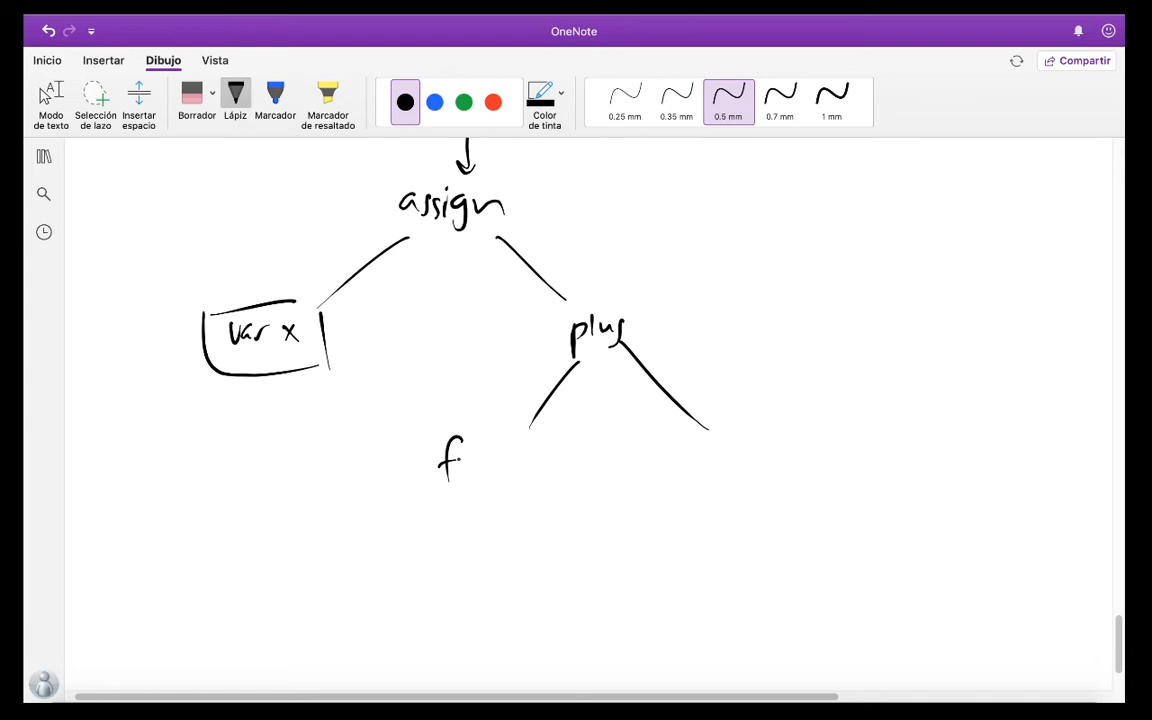 OneNote
Inicio Insertar Dibujo Vista Compartir
Modo de texto
Selección de lazo
Insertar espacio
Borrador
Lápiz
Marcador
Marcador de resaltado
Color de tinta
0.25 mm 0.35 mm 0.5 mm 0.7 mm 1 mm
assign
var x
plus
f